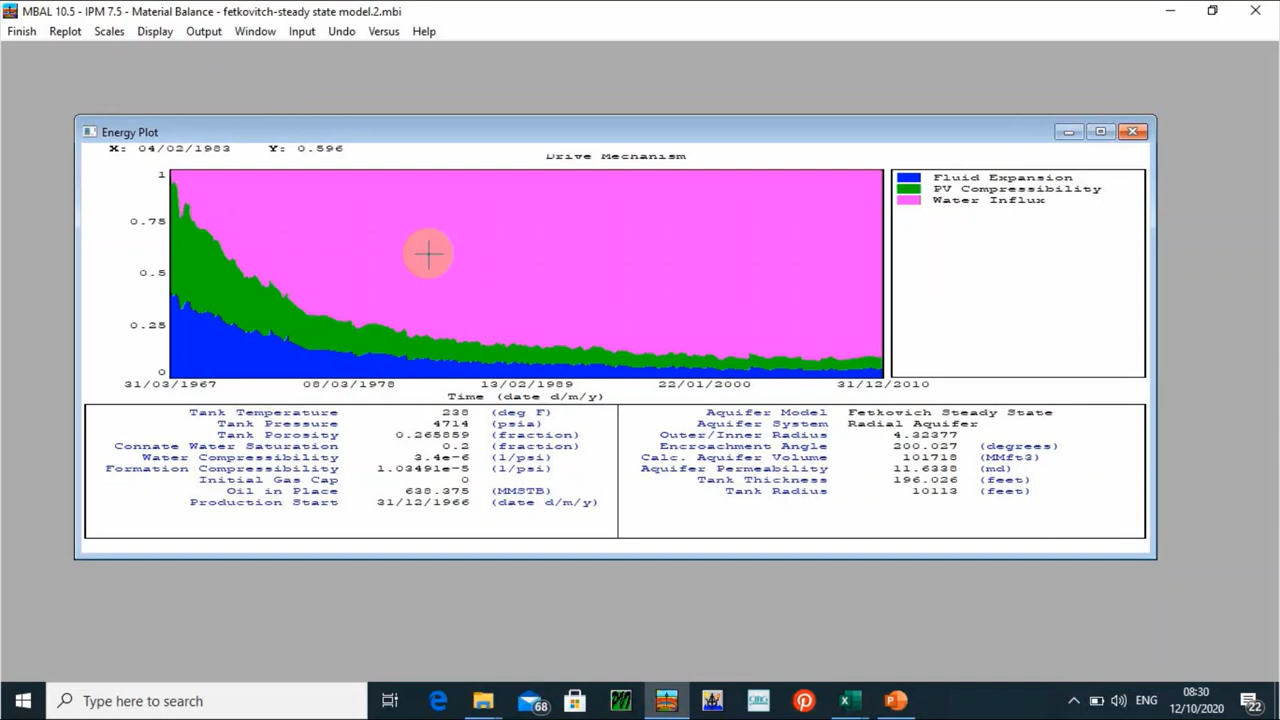 MBAL 10.5 - IPM 7.5 - Material Balance - fetkovitch-steady state model.2.mbi
Finish Replot Scales Display Output Window Input Undo Versus Help
Energy Plot
X: 04/02/1983 Y: 0.596
Drive Mechanism
1
0.75
0.5
0.25
0
31/03/1967 08/03/1978 13/02/1989 22/01/2000 31/12/2010
Time (date d/m/y)
Fluid Expansion
PV Compressibility
Water Influx
Tank Temperature 238 (deg F)
Tank Pressure 4714 (psia)
Tank Porosity 0.265859 (fraction)
Connate Water Saturation 0.2 (fraction)
Water Compressibility 3.4e-6 (1/psi)
Formation Compressibility 1.03491e-5 (1/psi)
Initial Gas Cap 0
Oil in Place 638.375 (MMSTB)
Production Start 31/12/1966 (date d/m/y)
Aquifer Model Fetkovich Steady State
Aquifer System Radial Aquifer
Outer/Inner Radius 4.32377
Encroachment Angle 200.027 (degrees)
Calc. Aquifer Volume 101718 (MMft3)
Aquifer Permeability 11.6338 (md)
Tank Thickness 196.026 (feet)
Tank Radius 10113 (feet)
Type here to search
68
CMG
ENG
08:30
12/10/2020
22